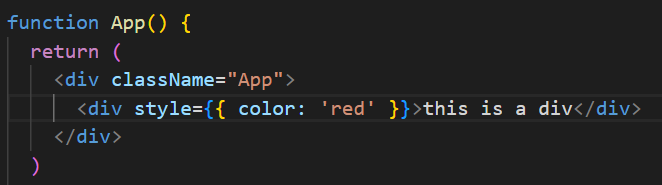 function App() {
  return (
    <div className="App">
      <div style={{ color: 'red' }}>this is a div</div>
    </div>
  )